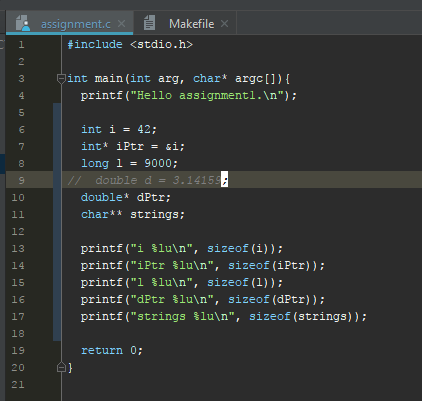 assignment.c × Makefile ×
1 #include <stdio.h>
2
3 int main(int arg, char* argc[]){
4 printf("Hello assignment1.\n");
5
6 int i = 42;
7 int* iPtr = &i;
8 long l = 9000;
9 // double d = 3.14159;
10 double* dPtr;
11 char** strings;
12
13 printf("i %lu\n", sizeof(i));
14 printf("iPtr %lu\n", sizeof(iPtr));
15 printf("l %lu\n", sizeof(l));
16 printf("dPtr %lu\n", sizeof(dPtr));
17 printf("strings %lu\n", sizeof(strings));
18
19 return 0;
20 }
21